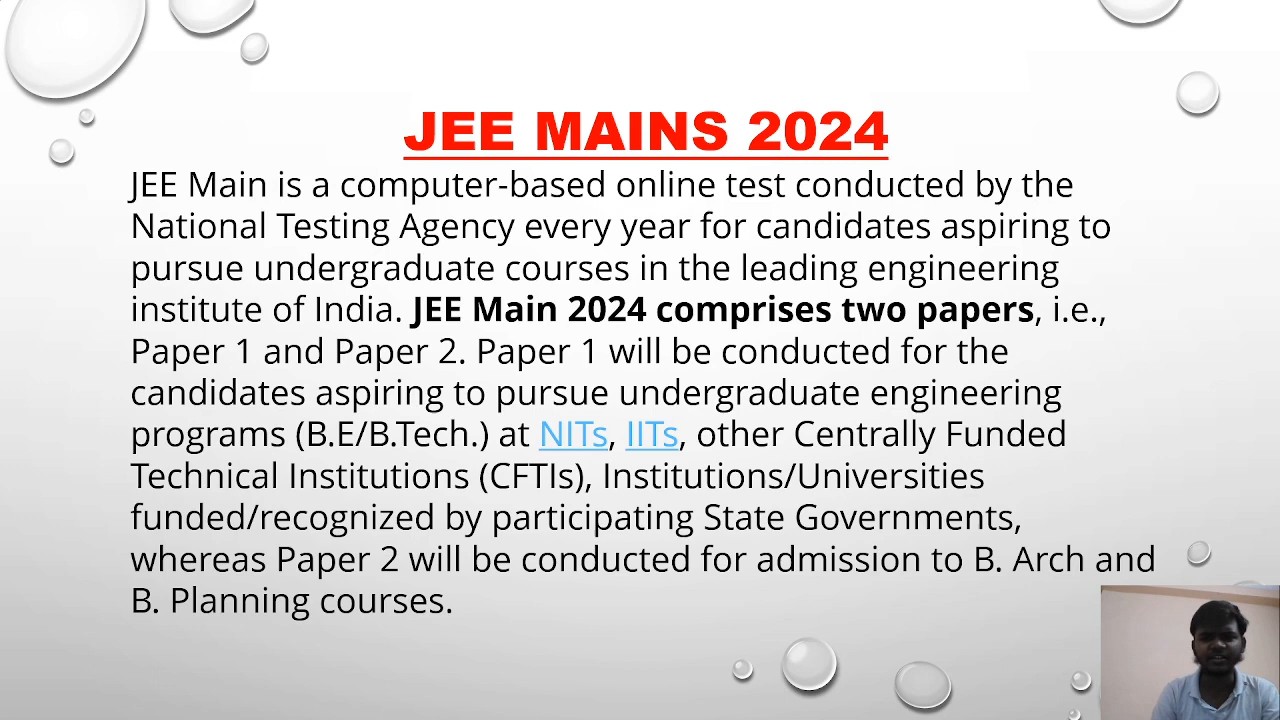 JEE MAINS 2024
JEE Main is a computer-based online test conducted by the
National Testing Agency every year for candidates aspiring to
pursue undergraduate courses in the leading engineering
institute of India. JEE Main 2024 comprises two papers, i.e.,
Paper 1 and Paper 2. Paper 1 will be conducted for the
candidates aspiring to pursue undergraduate engineering
programs (B.E/B.Tech.) at NITs, IITs, other Centrally Funded
Technical Institutions (CFTIs), Institutions/Universities
funded/recognized by participating State Governments,
whereas Paper 2 will be conducted for admission to B. Arch and
B. Planning courses.